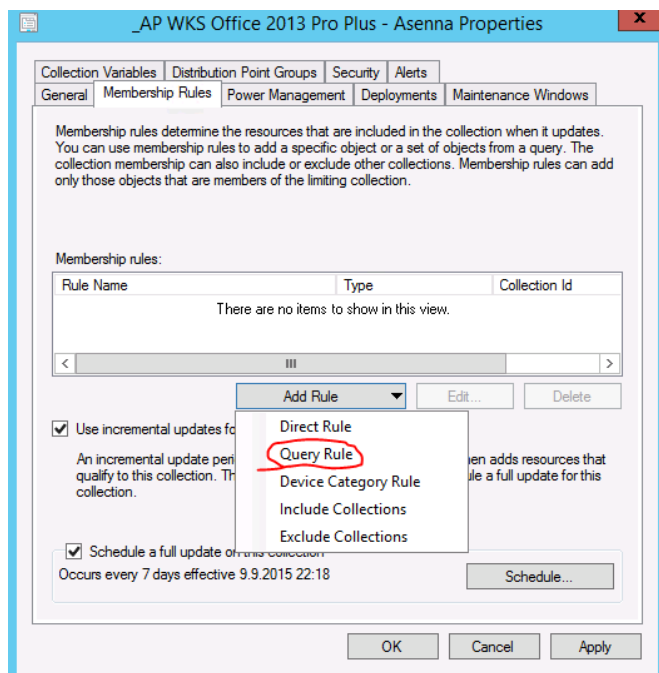 _AP WKS Office 2013 Pro Plus - Asenna Properties
x
Collection Variables Distribution Point Groups Security Alerts
General Membership Rules Power Management Deployments Maintenance Windows
Membership rules determine the resources that are included in the collection when it updates.
You can use membership rules to add a specific object or a set of objects from a query. The
collection membership can also include or exclude other collections. Membership rules can add
only those objects that are members of the limiting collection.
Membership rules:
Rule Name Type Collection Id
There are no items to show in this view.
Add Rule Edit... Delete
Direct Rule
Use incremental updates fo
Query Rule
An incremental update peri en adds resources that
qualify to this collection. Th le a full update for this
collection.
Device Category Rule
Include Collections
Exclude Collections
Schedule a full update on this collection
Occurs every 7 days effective 9.9.2015 22:18 Schedule...
OK Cancel Apply